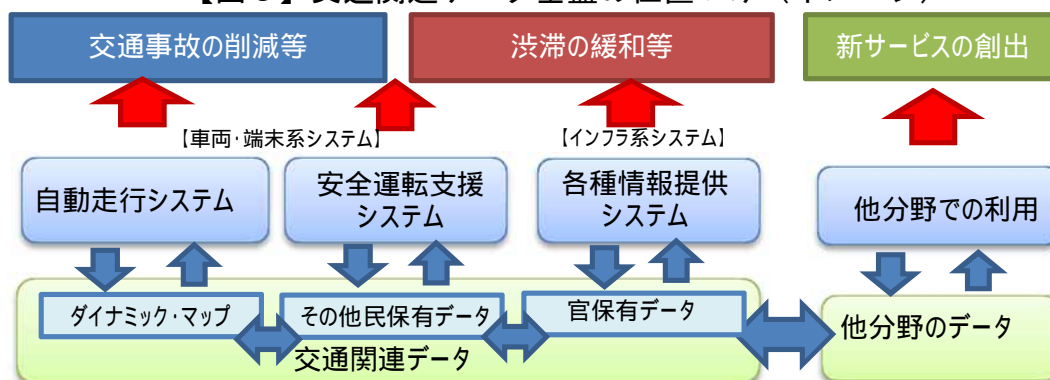 交通事故の削減等
渋滞の緩和等
新サービスの創出
【車両・端末系システム】
【インフラ系システム】
自動走行システム
安全運転支援
システム
各種情報提供
システム
他分野での利用
ダイナミック・マップ
その他民保有データ
官保有データ
他分野のデータ
交通関連データ